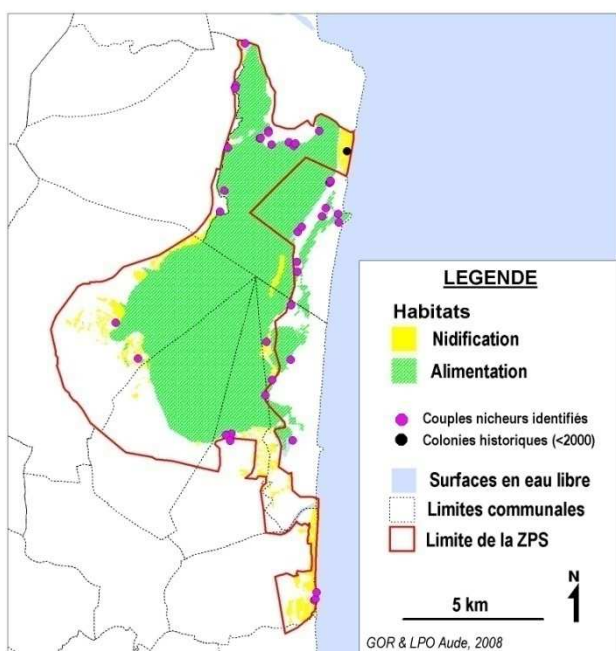 LEGENDE
Habitats
Nidification
Alimentation
Couples nicheurs identifiés
Colonies historiques (<2000)
Surfaces en eau libre
Limites communales
Limite de la ZPS
N
5 km
GOR & LPO Aude, 2008